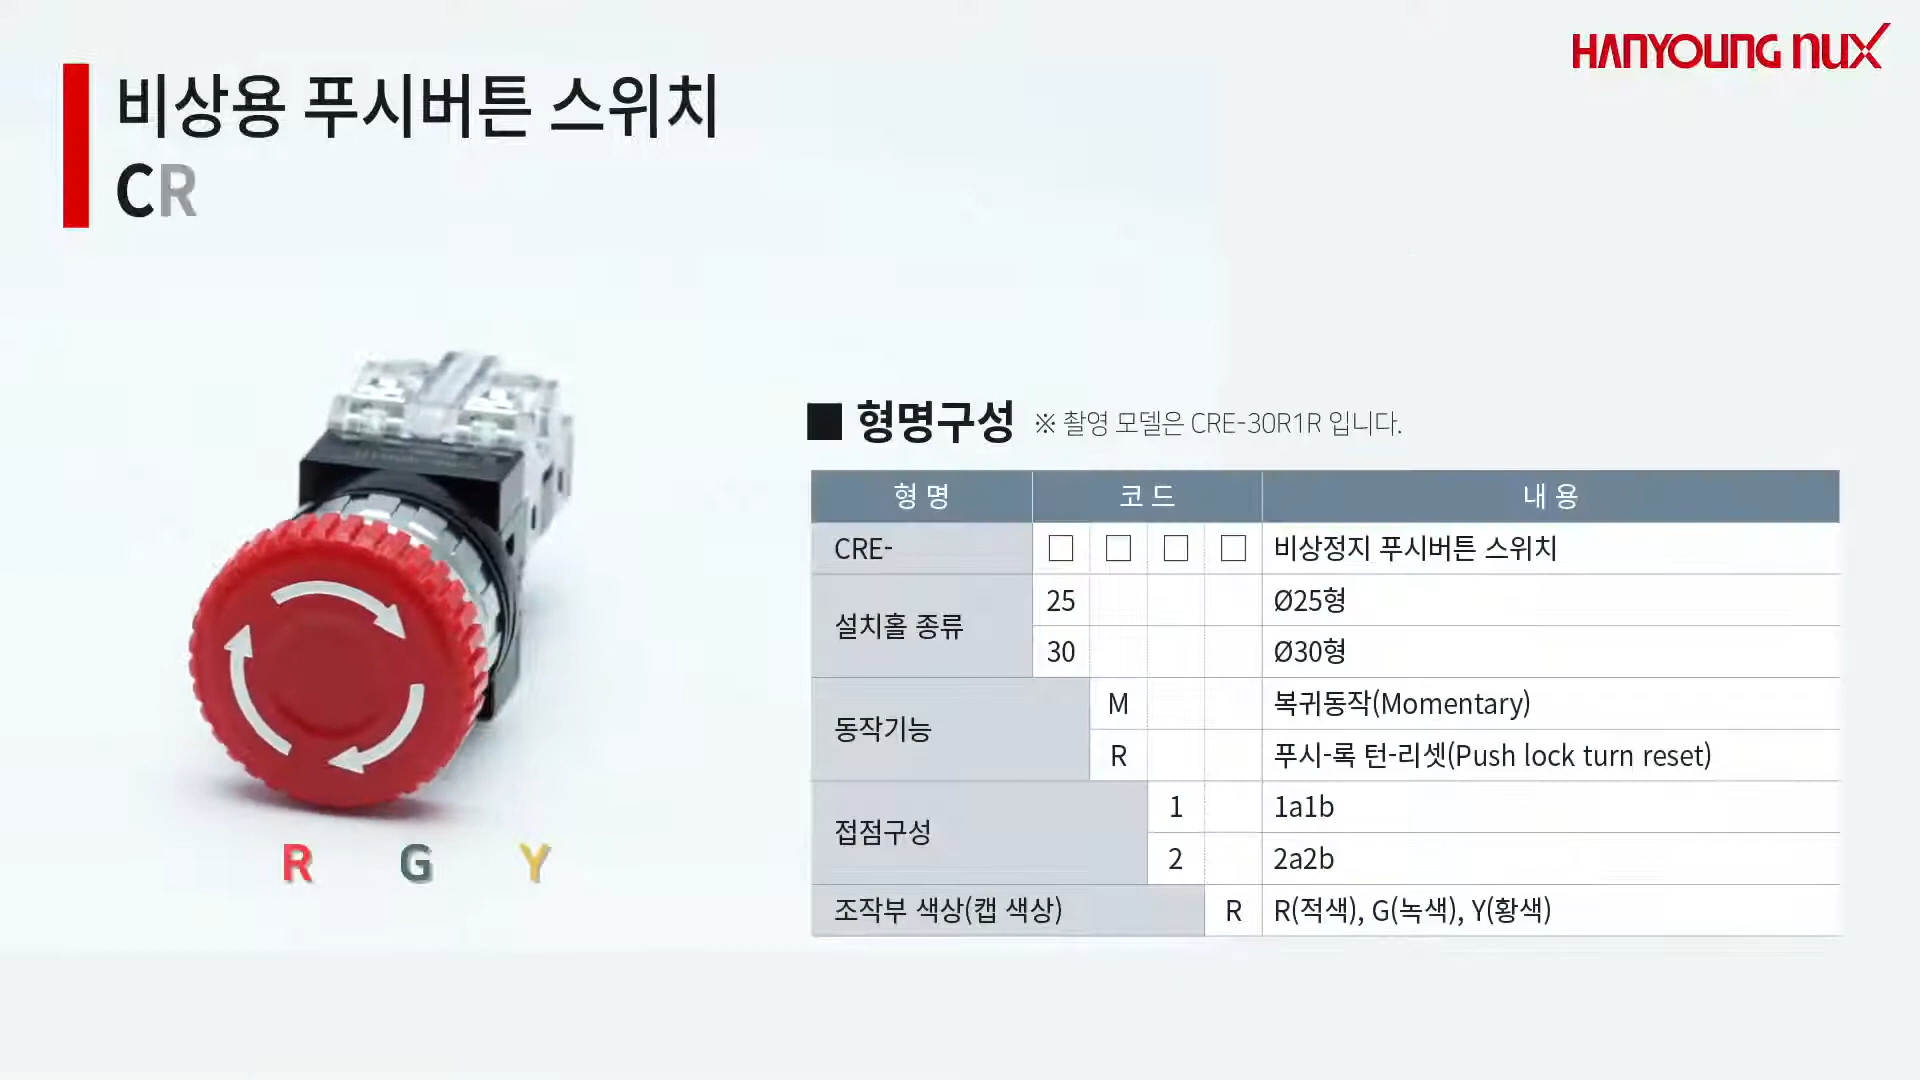 HANYOUNG nux
비상용 푸시버튼 스위치
CR
■ 형명구성 ※ 촬영 모델은 CRE-30R1R 입니다.
형 명 코 드 내 용
CRE- □ □ □ □ 비상정지 푸시버튼 스위치
설치홀 종류
25 Ø25형
30 Ø30형
동작기능
M 복귀동작(Momentary)
R 푸시-록 턴-리셋(Push lock turn reset)
접점구성
1 1a1b
2 2a2b
조작부 색상(캡 색상) R R(적색), G(녹색), Y(황색)
R G Y